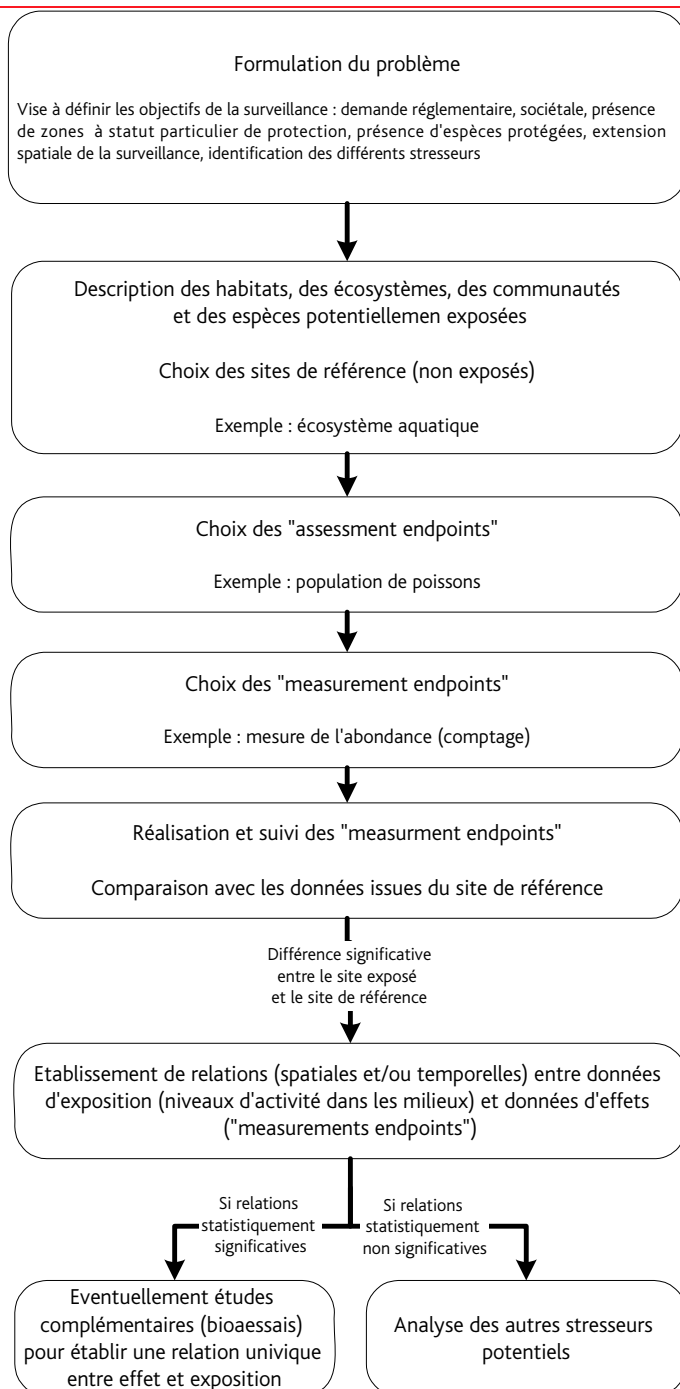 Formulation du problème
Vise à définir les objectifs de la surveillance : demande réglementaire, sociétale, présence
de zones à statut particulier de protection, présence d'espèces protégées, extension
spatiale de la surveillance, identification des différents stresseurs
Description des habitats, des écosystèmes, des communautés
et des espèces potentiellemen exposées
Choix des sites de référence (non exposés)
Exemple : écosystème aquatique
Choix des "assessment endpoints"
Exemple : population de poissons
Choix des "measurement endpoints"
Exemple : mesure de l'abondance (comptage)
Réalisation et suivi des "measurment endpoints"
Comparaison avec les données issues du site de référence
Différence significative
entre le site exposé
et le site de référence
Etablissement de relations (spatiales et/ou temporelles) entre données
d'exposition (niveaux d'activité dans les milieux) et données d'effets
("measurements endpoints")
Si relations
statistiquement
significatives
Si relations
statistiquement
non significatives
Eventuellement études
complémentaires (bioaessais)
pour établir une relation univique
entre effet et exposition
Analyse des autres stresseurs
potentiels